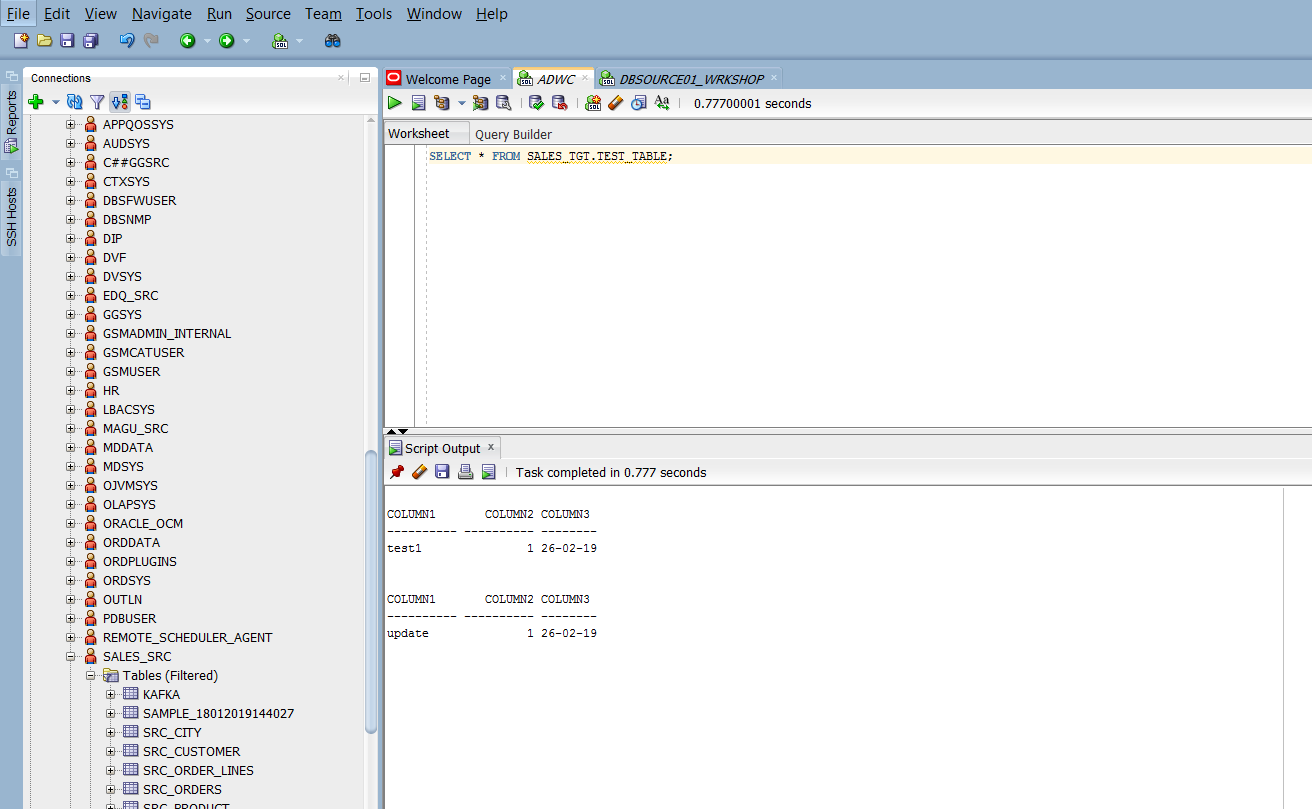 File Edit View Navigate Run Source Team Tools Window Help
Reports
SSH Hosts
Connections
APPQOSSYS
AUDSYS
C##GGSRC
CTXSYS
DBSFWUSER
DBSNMP
DIP
DVF
DVSYS
EDQ_SRC
GGSYS
GSMADMIN_INTERNAL
GSMCATUSER
GSMUSER
HR
LBACSYS
MAGU_SRC
MDDATA
MDSYS
OJVMSYS
OLAPSYS
ORACLE_OCM
ORDDATA
ORDPLUGINS
ORDSYS
OUTLN
PDBUSER
REMOTE_SCHEDULER_AGENT
SALES_SRC
Tables (Filtered)
KAFKA
SAMPLE_18012019144027
SRC_CITY
SRC_CUSTOMER
SRC_ORDER_LINES
SRC_ORDERS
SRC_PRODUCT
Welcome Page ADWC DBSOURCE01_WRKSHOP
0.77700001 seconds
Worksheet Query Builder
SELECT * FROM SALES_TGT.TEST_TABLE;
Script Output
Task completed in 0.777 seconds
COLUMN1 COLUMN2 COLUMN3
---------- ---------- --------
test1 1 26-02-19
COLUMN1 COLUMN2 COLUMN3
---------- ---------- --------
update 1 26-02-19